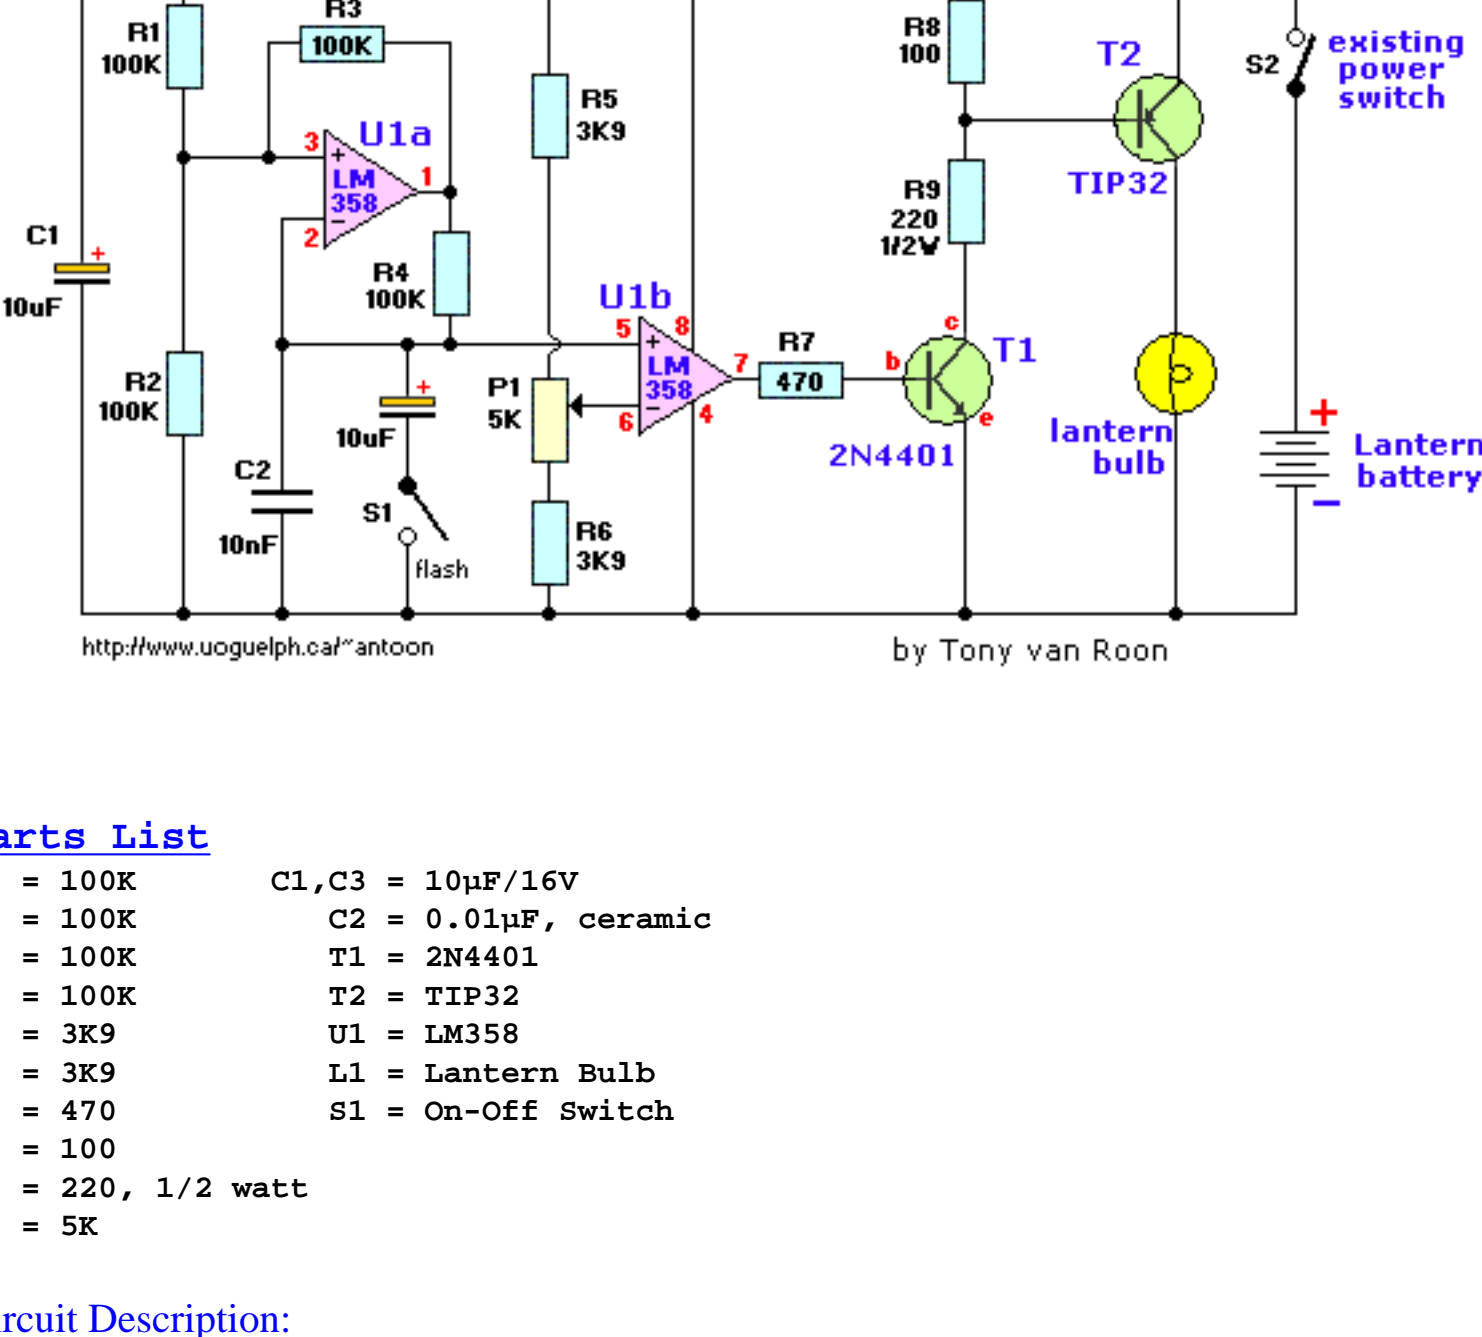 R3
R1
100K
100K
R8
100
T2
existing
power
switch
S2
R5
3K9
U1a
3
+
LM
358
1
−
2
TIP32
R9
220
1/2W
C1
+
10uF
R4
100K
U1b
5
8
+
LM
358
−
6
4
7
R7
470
c
b
e
T1
2N4401
R2
100K
+
10uF
P1
5K
lantern
bulb
+
Lantern
battery
−
C2
10nF
S1
flash
R6
3K9
http://www.uoguelph.ca/~antoon
by Tony van Roon
arts List
= 100K C1,C3 = 10µF/16V
= 100K C2 = 0.01µF, ceramic
= 100K T1 = 2N4401
= 100K T2 = TIP32
= 3K9 U1 = LM358
= 3K9 L1 = Lantern Bulb
= 470 S1 = On-Off Switch
= 100
= 220, 1/2 watt
= 5K
ircuit Description: